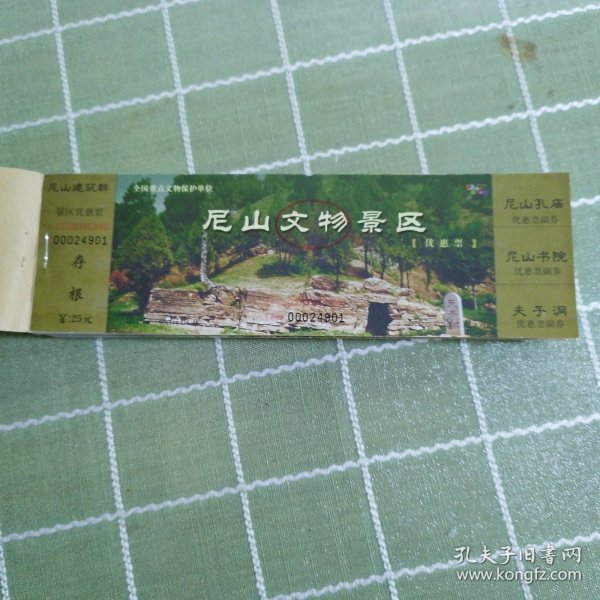 尼山建筑群
景区优惠票
00024901
存
根
¥:25元
全国重点文物保护单位
尼山文物景区
【优惠票】
00024901
夫子洞
尼山孔庙
优惠票副券
尼山书院
优惠票副券
夫子洞
优惠票副券
孔夫子旧书网
www.kongfz.com